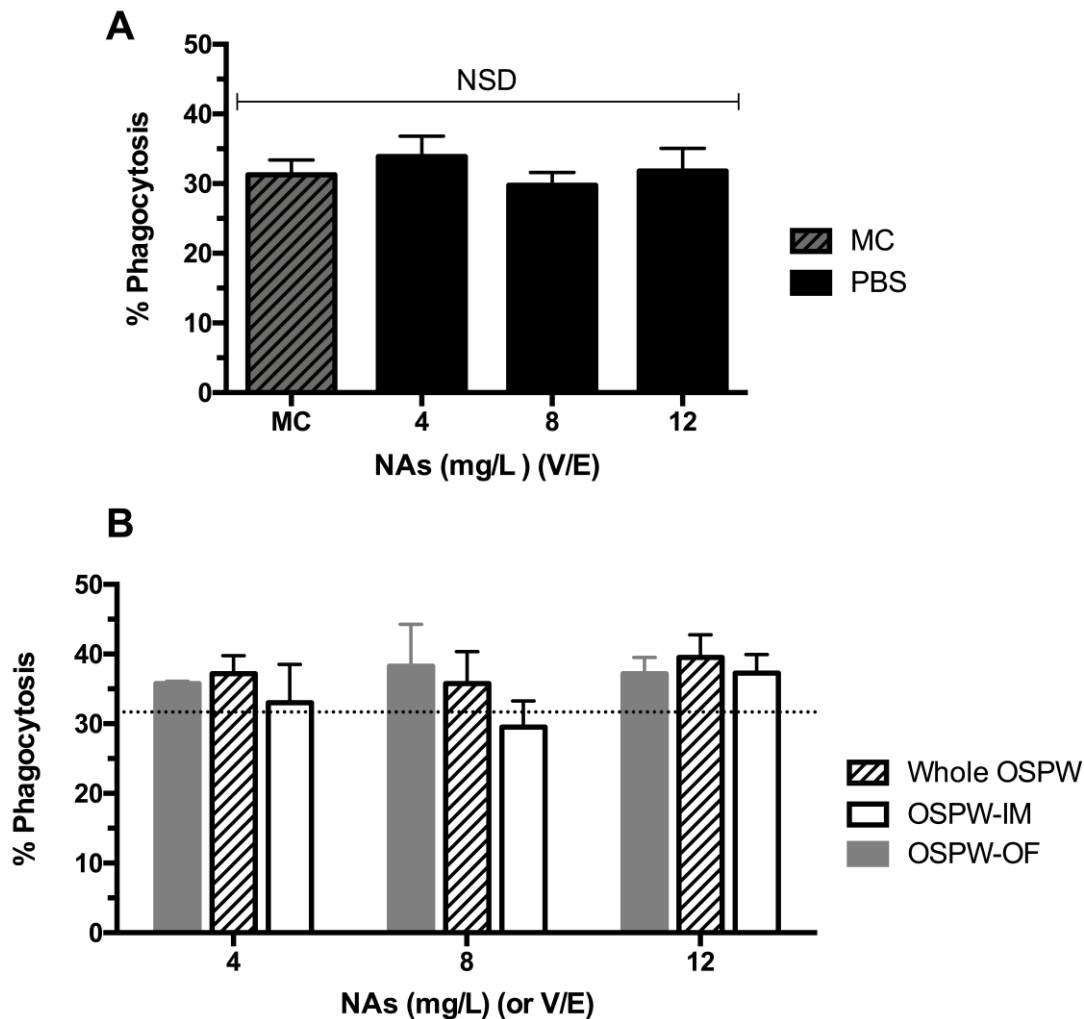 A
50
40
30
20
10
0
% Phagocytosis
NSD
MC 4 8 12
NAs (mg/L ) (V/E)
MC
PBS
B
50
40
30
20
10
0
% Phagocytosis
4 8 12
NAs (mg/L) (or V/E)
Whole OSPW
OSPW-IM
OSPW-OF